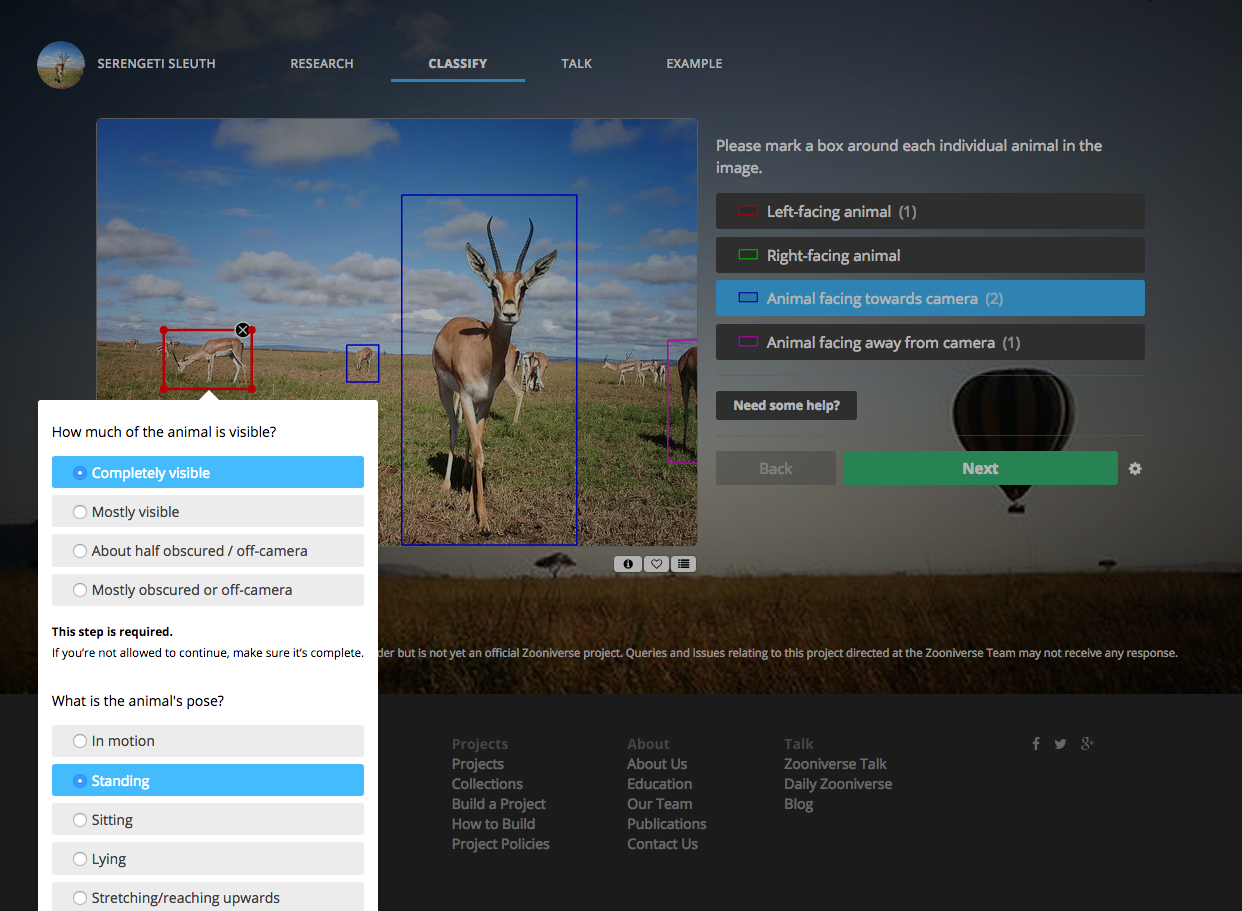 SERENGETI SLEUTH
RESEARCH
CLASSIFY
TALK
EXAMPLE
Please mark a box around each individual animal in the
image.
Left-facing animal (1)
Right-facing animal
Animal facing towards camera (2)
Animal facing away from camera (1)
Need some help?
Back
Next
How much of the animal is visible?
Completely visible
Mostly visible
About half obscured / off-camera
Mostly obscured or off-camera
This step is required.
If you're not allowed to continue, make sure it's complete.
but is not yet an official Zooniverse project. Queries and issues relating to this project directed at the Zooniverse Team may not receive any response.
What is the animal's pose?
In motion
Standing
Sitting
Lying
Stretching/reaching upwards
Projects
Projects
Collections
Build a Project
How to Build
Project Policies
About
About Us
Education
Our Team
Publications
Contact Us
Talk
Zooniverse Talk
Daily Zooniverse
Blog